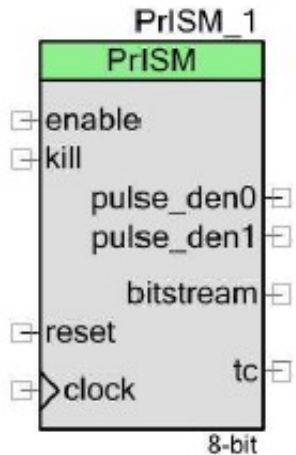 PrISM_1
PrISM
enable
kill
pulse_den0
pulse_den1
bitstream
reset
tc
clock
8-bit